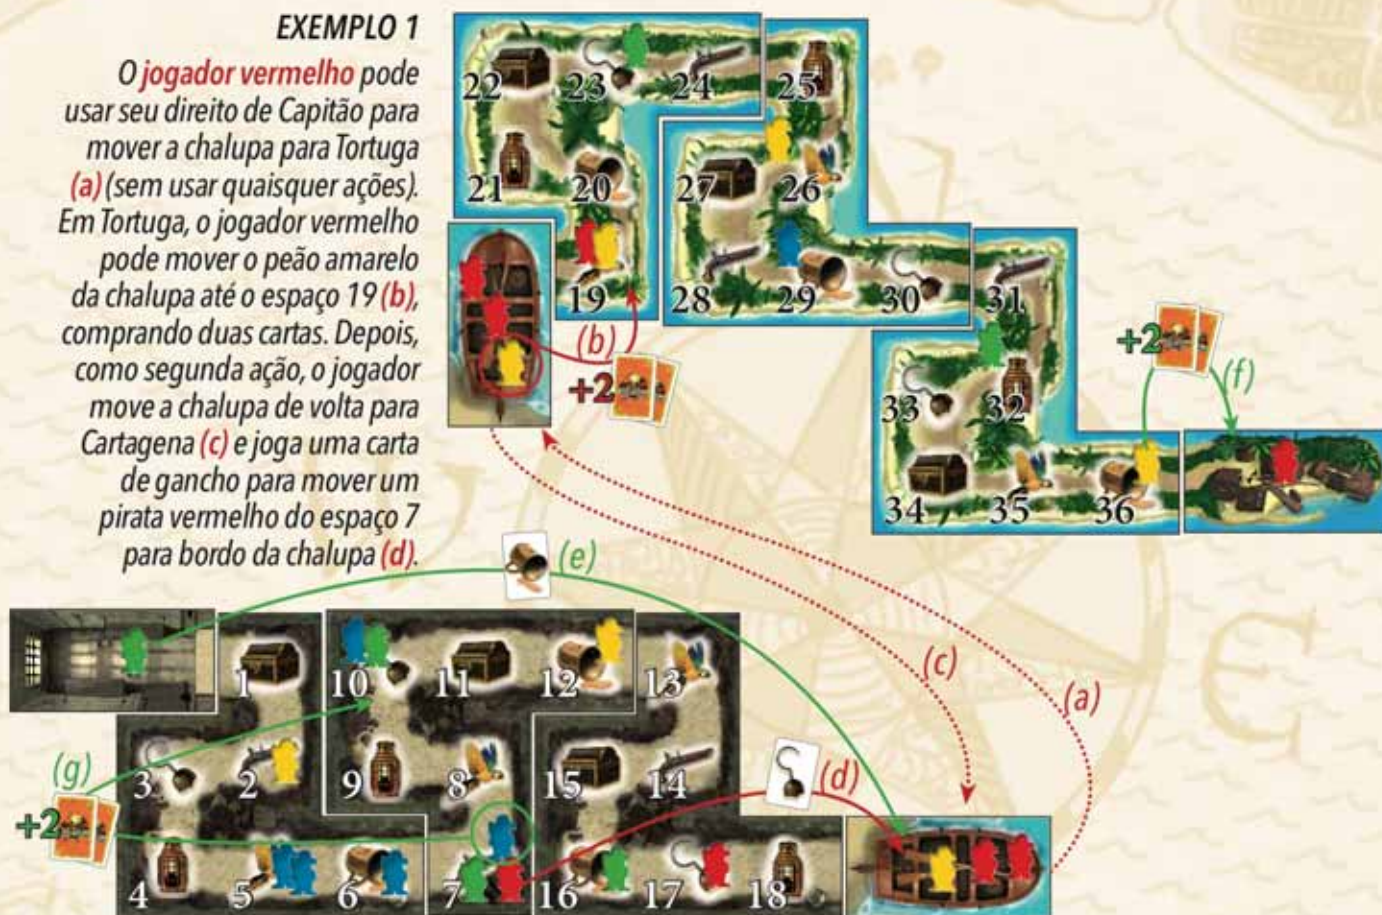 EXEMPLO 1
O jogador vermelho pode
usar seu direito de Capitão para
mover a chalupa para Tortuga
(a) (sem usar quaisquer ações).
Em Tortuga, o jogador vermelho
pode mover o peão amarelo
da chalupa até o espaço 19 (b),
comprando duas cartas. Depois,
como segunda ação, o jogador
move a chalupa de volta para
Cartagena (c) e joga uma carta
de gancho para mover um
pirata vermelho do espaço 7
para bordo da chalupa (d).
22 23 24 25
21 20 27 26
19 28 29 30 31
(b)
+2
+2
(f)
33 32
34 35 36
(e)
(c)
(a)
1 10 11 12 13
3 2 9 8 15 14
(g)
+2
(d)
4 5 6 7 16 17 18
E